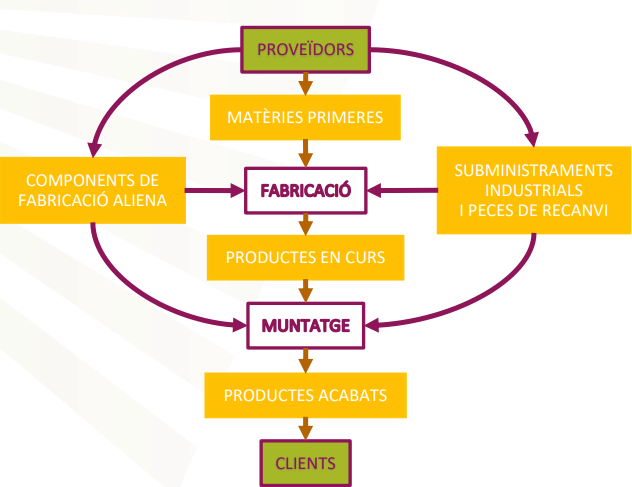 PROVEÏDORS
MATÈRIES PRIMERES
COMPONENTS DE
FABRICACIÓ ALIENA
FABRICACIÓ
SUBMINISTRAMENTS
INDUSTRIALS
I PECES DE RECANVI
PRODUCTES EN CURS
MUNTATGE
PRODUCTES ACABATS
CLIENTS